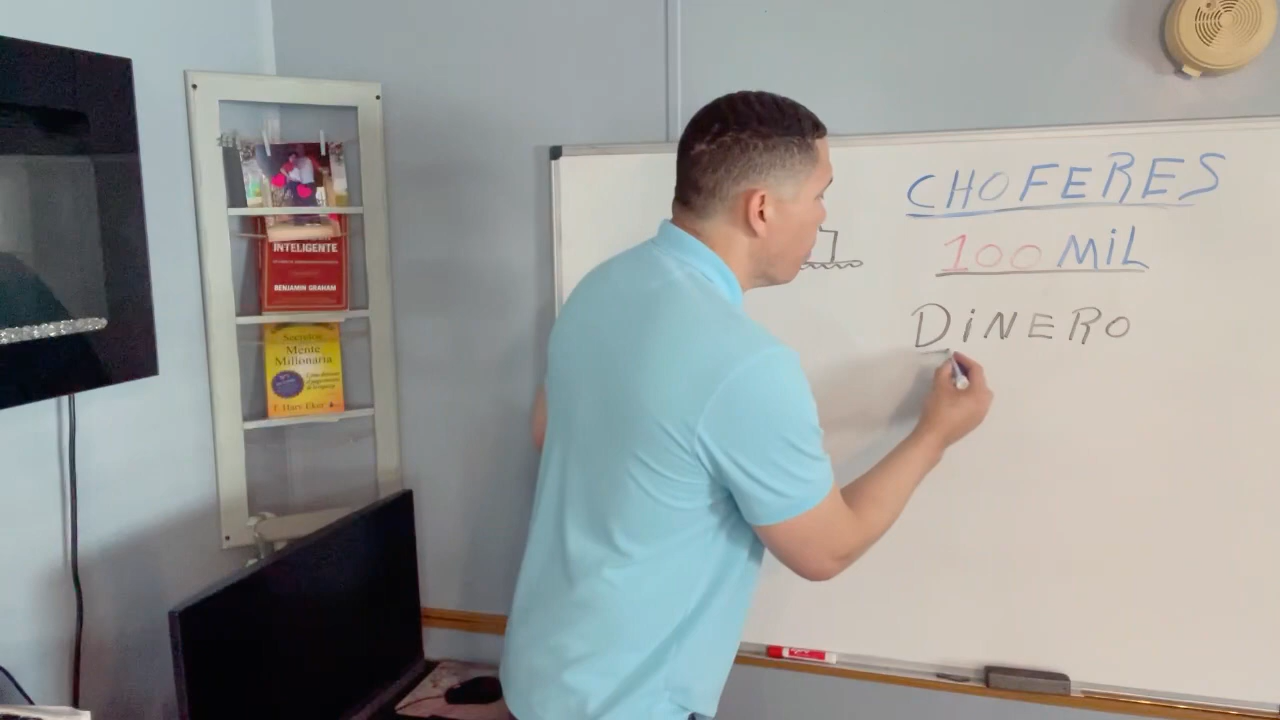 CHOFERES
100 MiL
DiNERO
INTELIGENTE
BENJAMIN GRAHAM
Secretos
Mente
Millonaria
T. Harv Eker